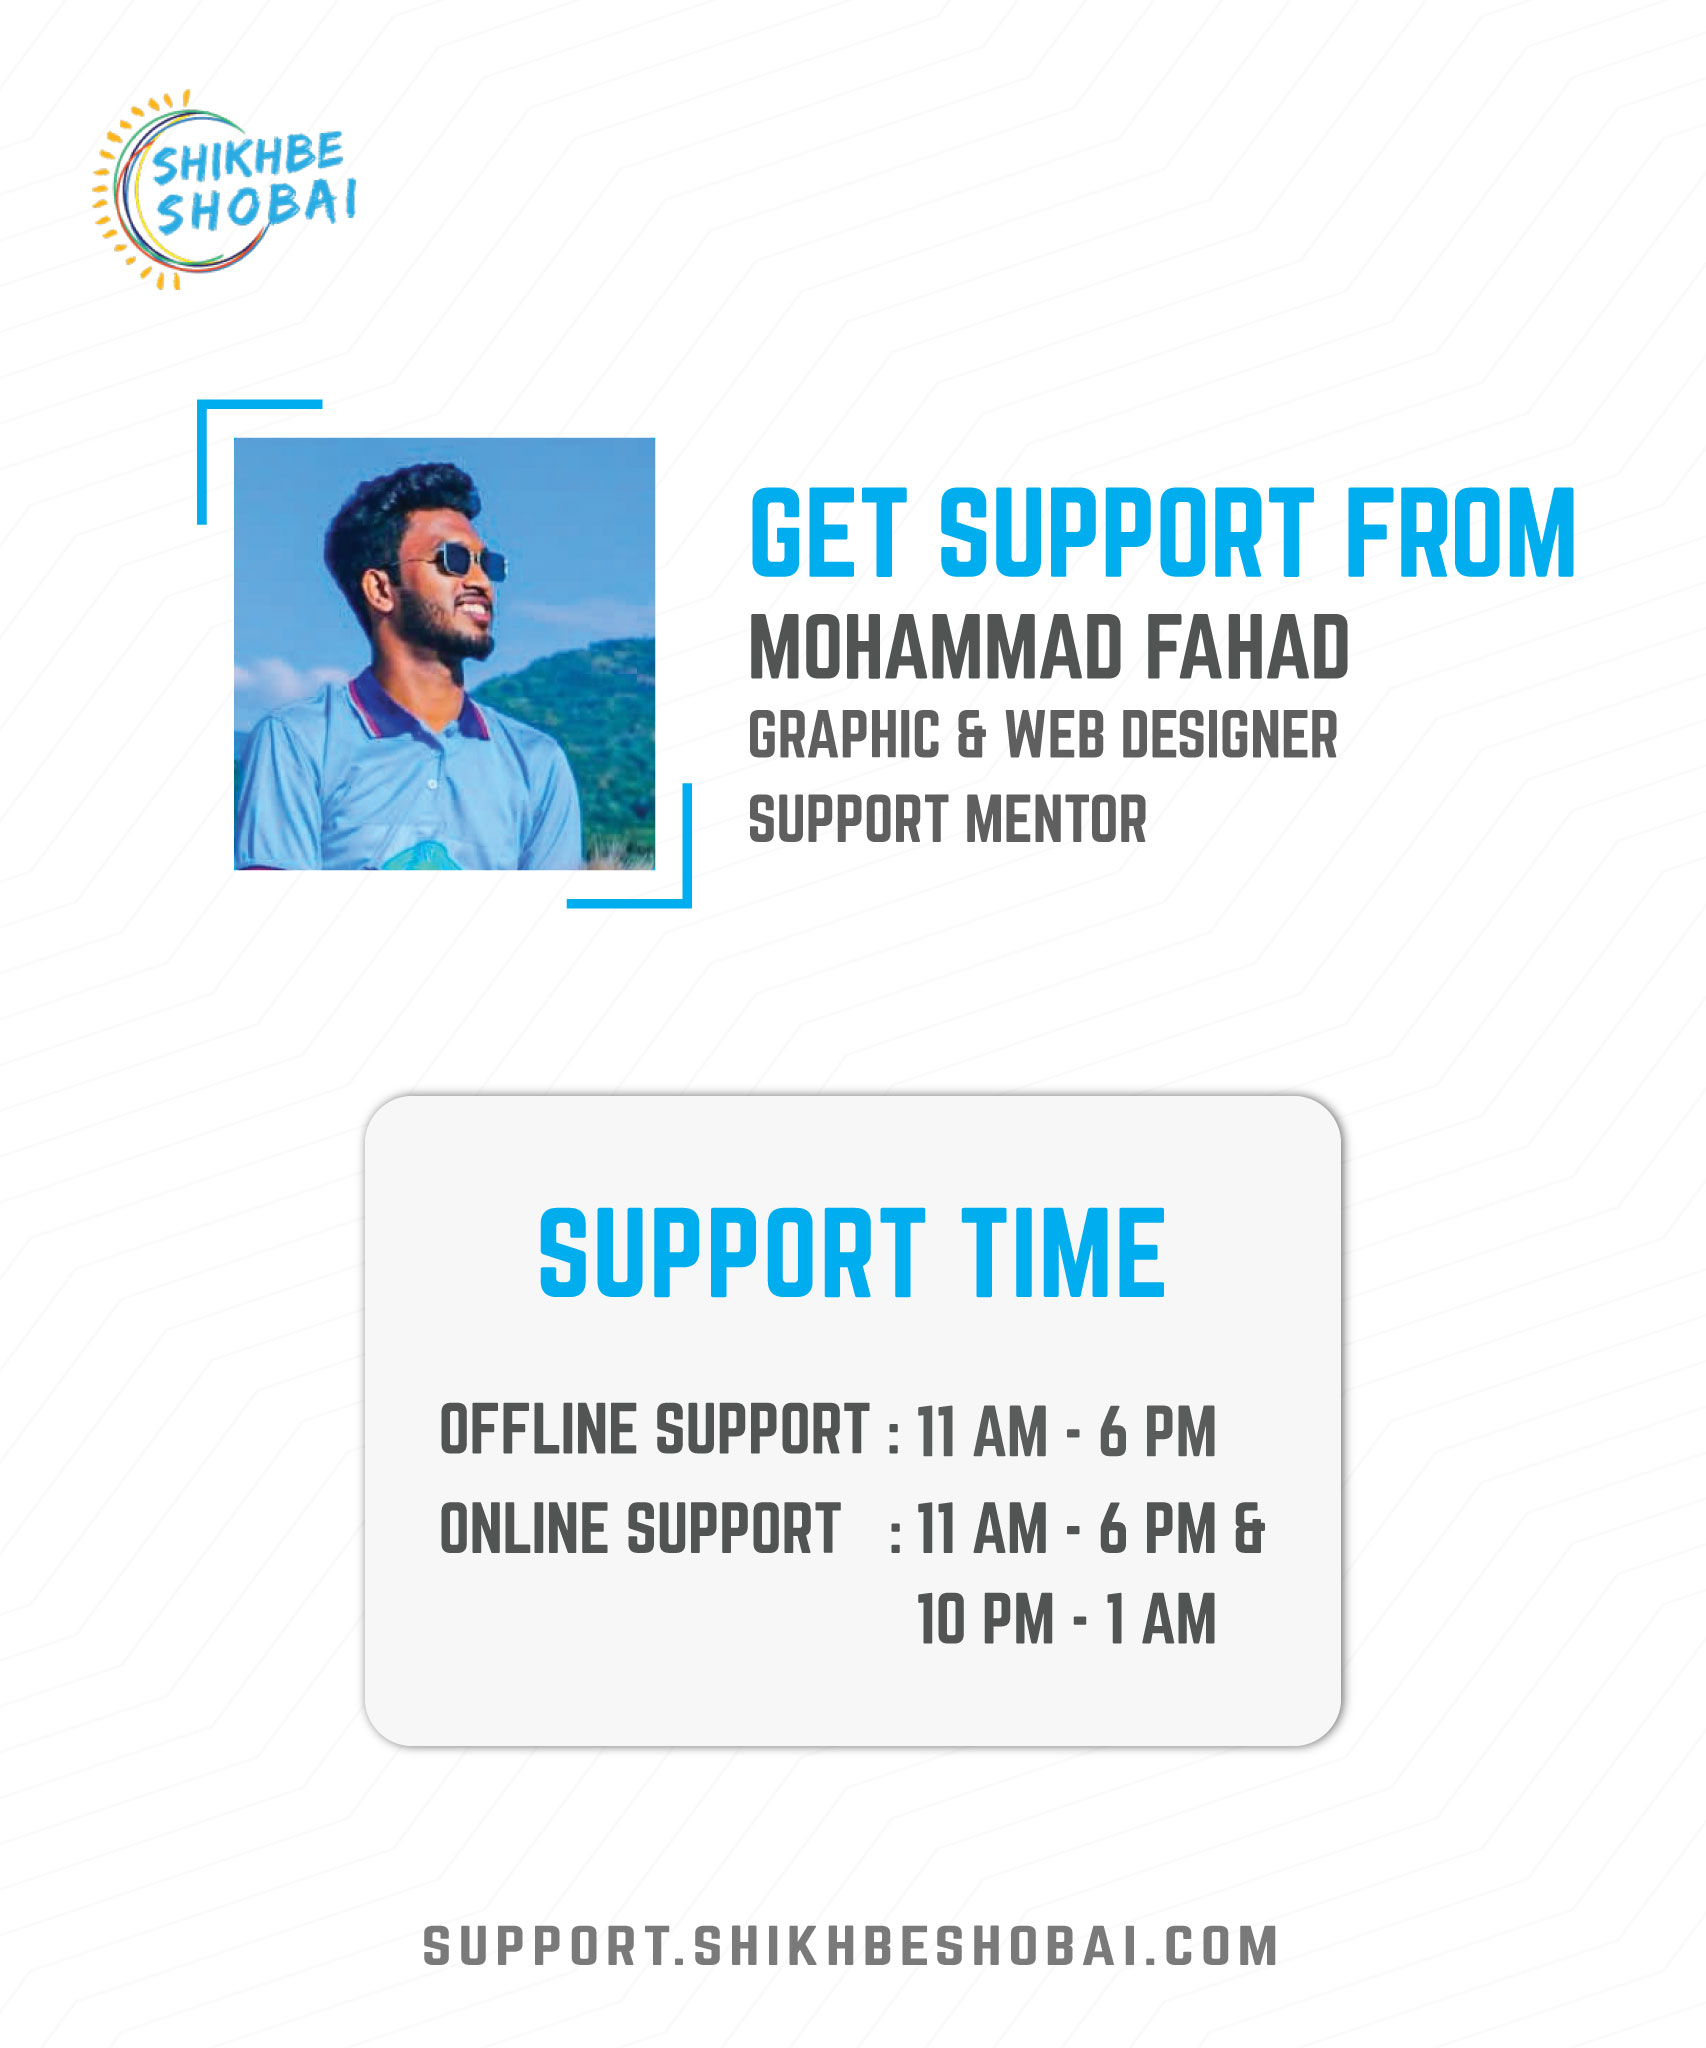 SHIKHBE
SHOBAI
GET SUPPORT FROM
MOHAMMAD FAHAD
GRAPHIC & WEB DESIGNER
SUPPORT MENTOR
SUPPORT TIME
OFFLINE SUPPORT : 11 AM - 6 PM
ONLINE SUPPORT : 11 AM - 6 PM &
10 PM - 1 AM
SUPPORT.SHIKHBESHOBAI.COM